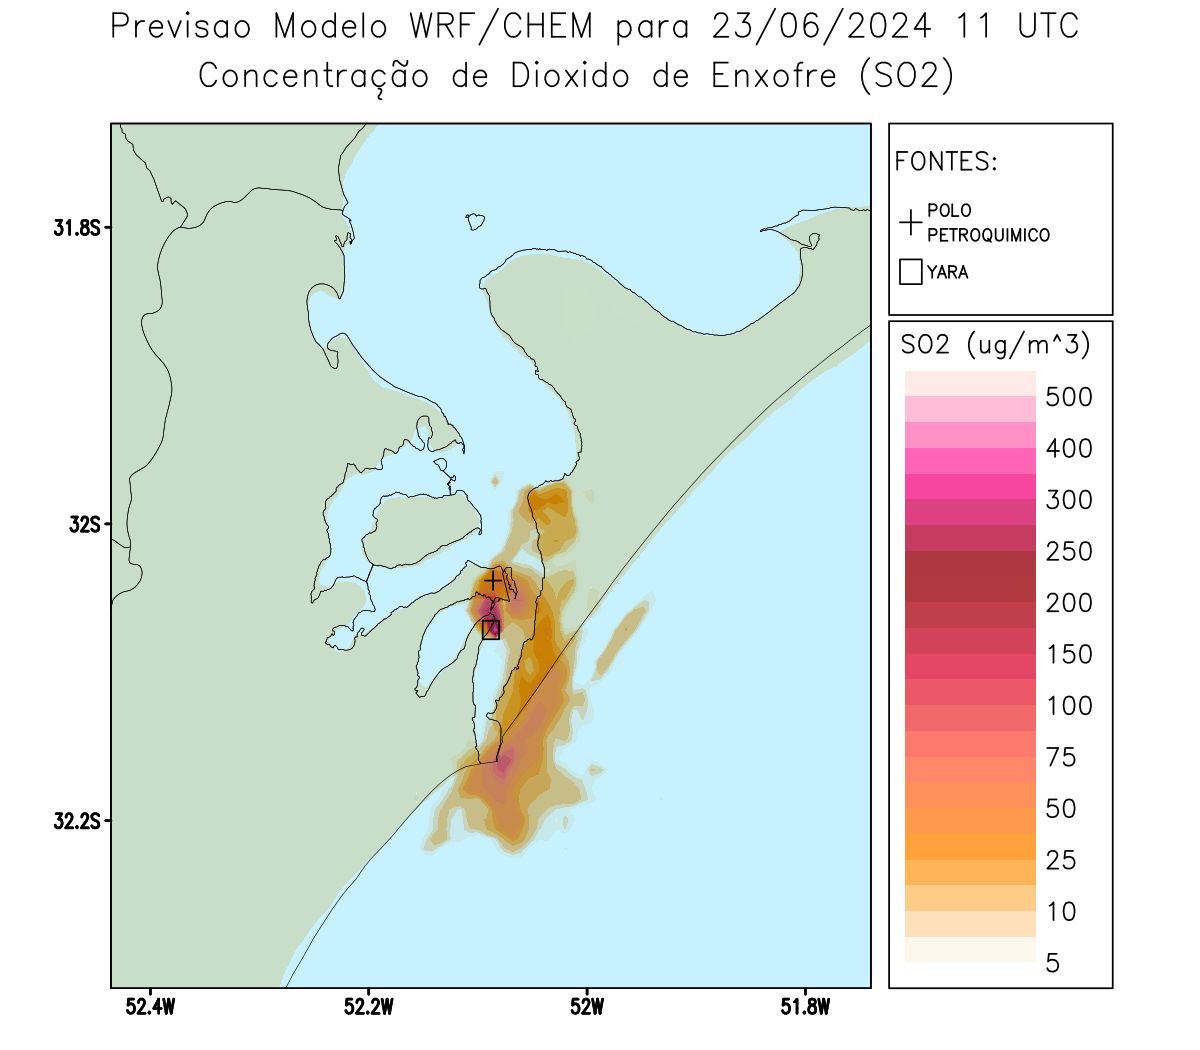 Previsao Modelo WRF/CHEM para 23/06/2024 11 UTC
Concentração de Dioxido de Enxofre (SO2)
31.8S
32S
32.2S
52.4W
52.2W
52W
51.8W
FONTES:
POLO
PETROQUIMICO
YARA
SO2 (ug/m^3)
500
400
300
250
200
150
100
75
50
25
10
5